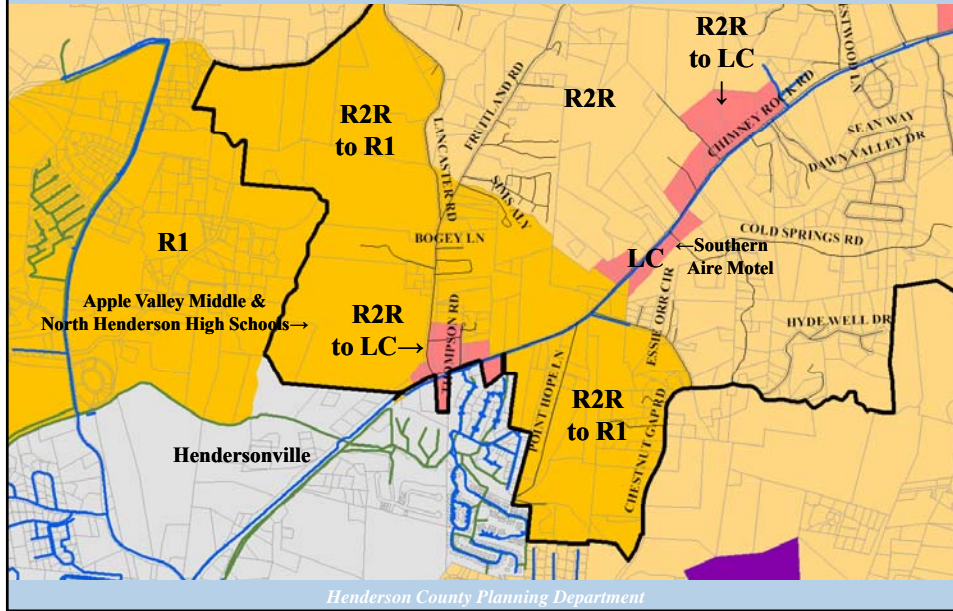 R2R
to LC
↓
R2R
to R1
R2R
FRUITLAND RD
LANCASTER RD
CHIMNEY ROCK RD
ESTWOOD LN
SEAN WAY
DAWN VALLEY DR
SIMS ALY
R1
BOGEY LN
COLD SPRINGS RD
LC
←Southern
Aire Motel
Apple Valley Middle &
North Henderson High Schools→
R2R
to LC→
THOMPSON RD
ESSIE ORR CIR
HYDE WELL DR
POINT HOPE LN
R2R
to R1
CHESTNUT GAP RD
Hendersonville
Henderson County Planning Department